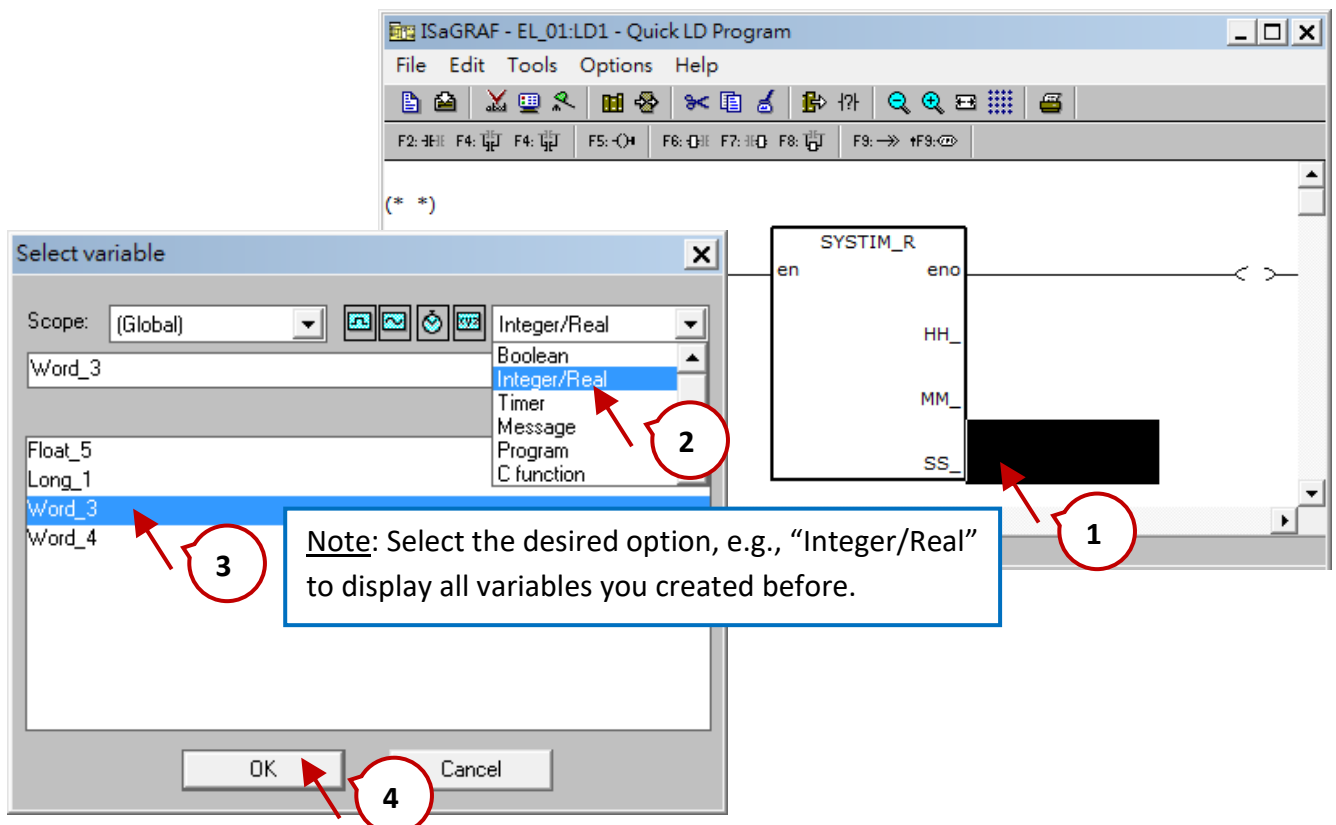 ISaGRAF - EL_01:LD1 - Quick LD Program
File Edit Tools Options Help
F2: F4: F4: F5: F6: F7: F8: F9: F9:
(* *)
SYSTIM_R
en eno
HH_
MM_
SS_
1
Select variable
Scope: (Global) xyz Integer/Real
Word_3
Boolean
Integer/Real
Timer
Message
Program
C function
2
Float_5
Long_1
Word_3
Word_4
3
Note: Select the desired option, e.g., “Integer/Real”
to display all variables you created before.
OK Cancel
4